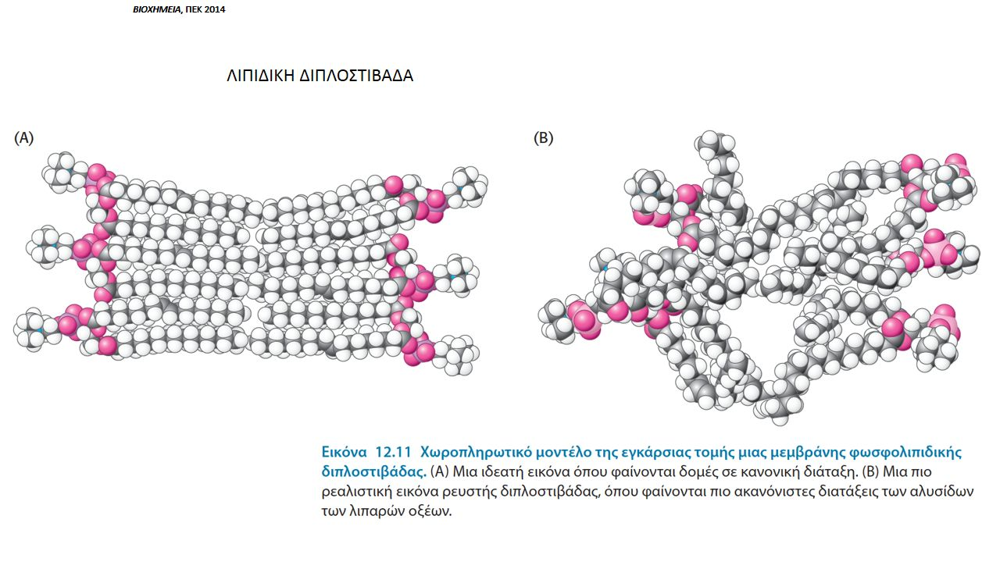 ΒΙΟΧΗΜΕΙΑ, ΠΕΚ 2014
ΛΙΠΙΔΙΚΗ ΔΙΠΛΟΣΤΙΒΑΔΑ
(Α)
(Β)
Εικόνα 12.11 Χωροπληρωτικό μοντέλο της εγκάρσιας τομής μιας μεμβράνης φωσφολιπιδικής
διπλοστιβάδας. (Α) Μια ιδεατή εικόνα όπου φαίνονται δομές σε κανονική διάταξη. (Β) Μια πιο
ρεαλιστική εικόνα ρευστής διπλοστιβάδας, όπου φαίνονται πιο ακανόνιστες διατάξεις των αλυσίδων
των λιπαρών οξέων.